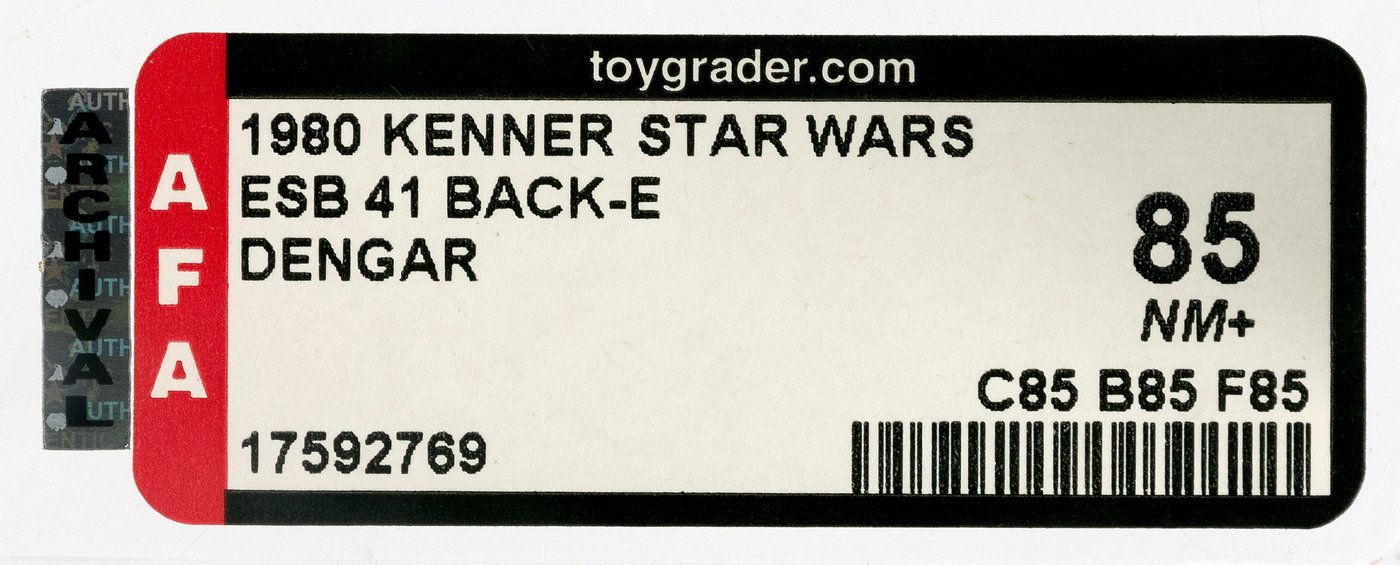 toygrader.com
ARCHIVAL
AFA
1980 KENNER STAR WARS
ESB 41 BACK-E
DENGAR
85
NM+
C85 B85 F85
17592769